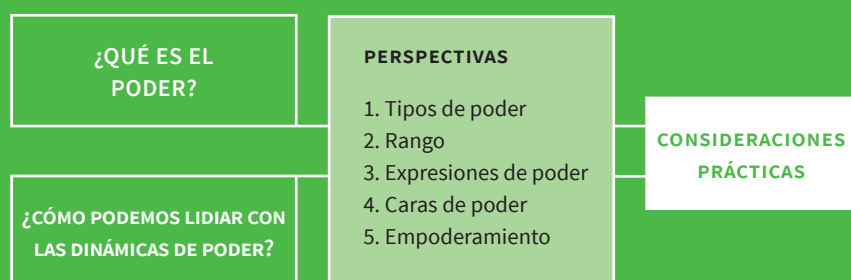 ¿QUÉ ES EL
PODER?
¿CÓMO PODEMOS LIDIAR CON
LAS DINÁMICAS DE PODER?
PERSPECTIVAS
1. Tipos de poder
2. Rango
3. Expresiones de poder
4. Caras de poder
5. Empoderamiento
CONSIDERACIONES
PRÁCTICAS